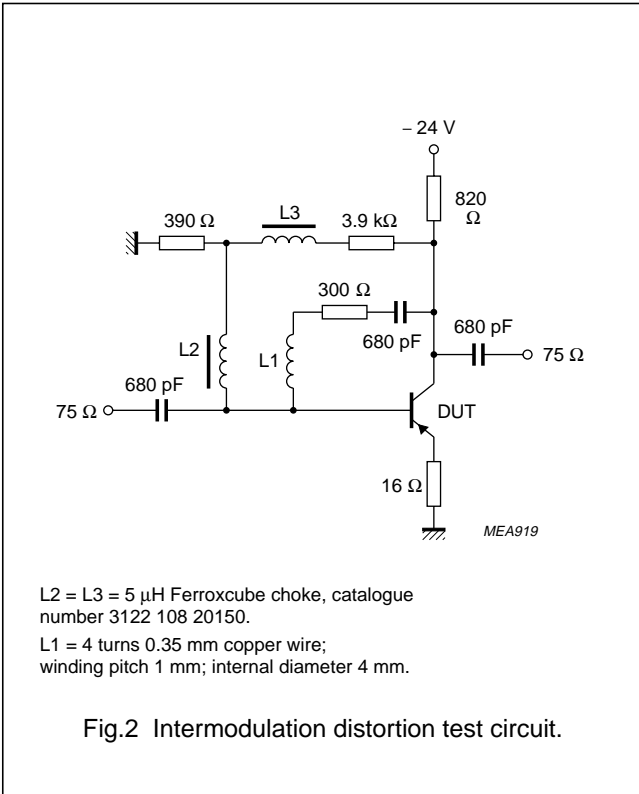 − 24 V
820
Ω
390 Ω
L3
3.9 kΩ
300 Ω
680 pF
680 pF
75 Ω
L2
L1
680 pF
75 Ω
DUT
16 Ω
MEA919
L2 = L3 = 5 μH Ferroxcube choke, catalogue
number 3122 108 20150.
L1 = 4 turns 0.35 mm copper wire;
winding pitch 1 mm; internal diameter 4 mm.
Fig.2 Intermodulation distortion test circuit.